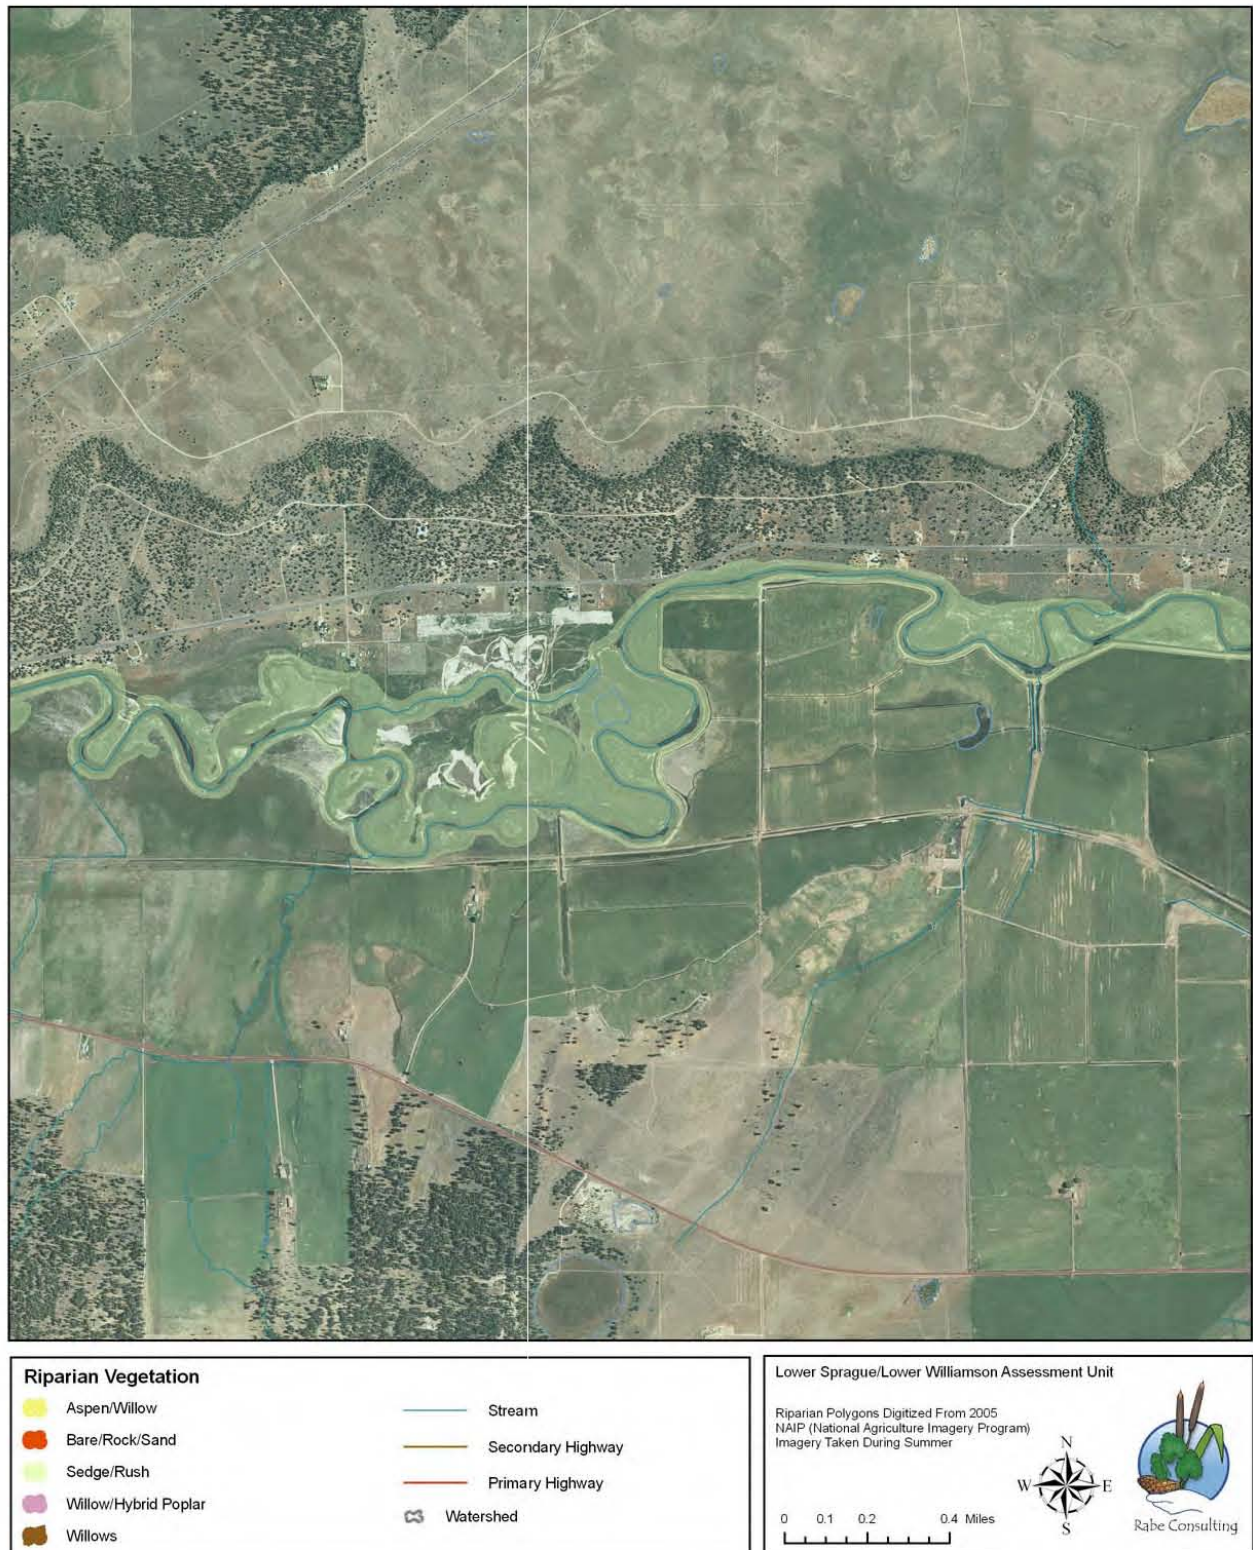 Riparian Vegetation
Aspen/Willow
Bare/Rock/Sand
Sedge/Rush
Willow/Hybrid Poplar
Willows
Stream
Secondary Highway
Primary Highway
Watershed
Lower Sprague/Lower Williamson Assessment Unit
Riparian Polygons Digitized From 2005
NAIP (National Agriculture Imagery Program)
Imagery Taken During Summer
N
W E
S
0 0.1 0.2 0.4 Miles
Rabe Consulting